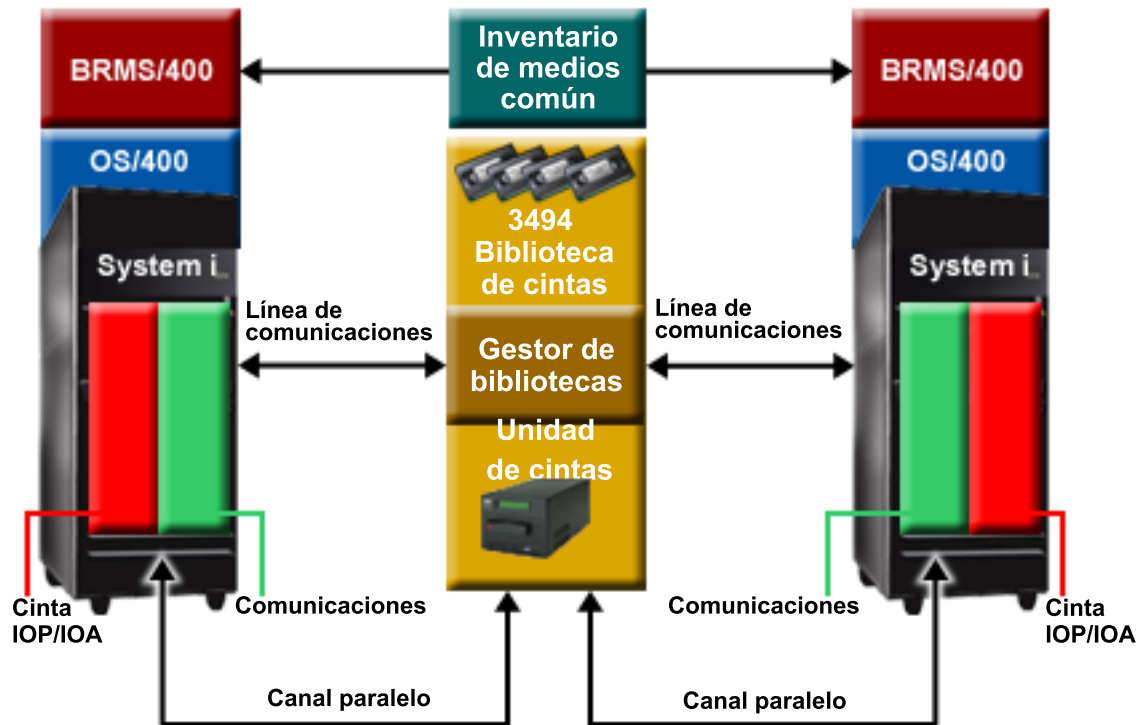 BRMS/400
Inventario
de medios
común
BRMS/400
OS/400
OS/400
3494
Biblioteca
de cintas
System i
System i
Línea de
comunicaciones
Línea de
comunicaciones
Gestor de
bibliotecas
Unidad
de cintas
Cinta
IOP/IOA
Comunicaciones
Comunicaciones
Cinta
IOP/IOA
Canal paralelo
Canal paralelo